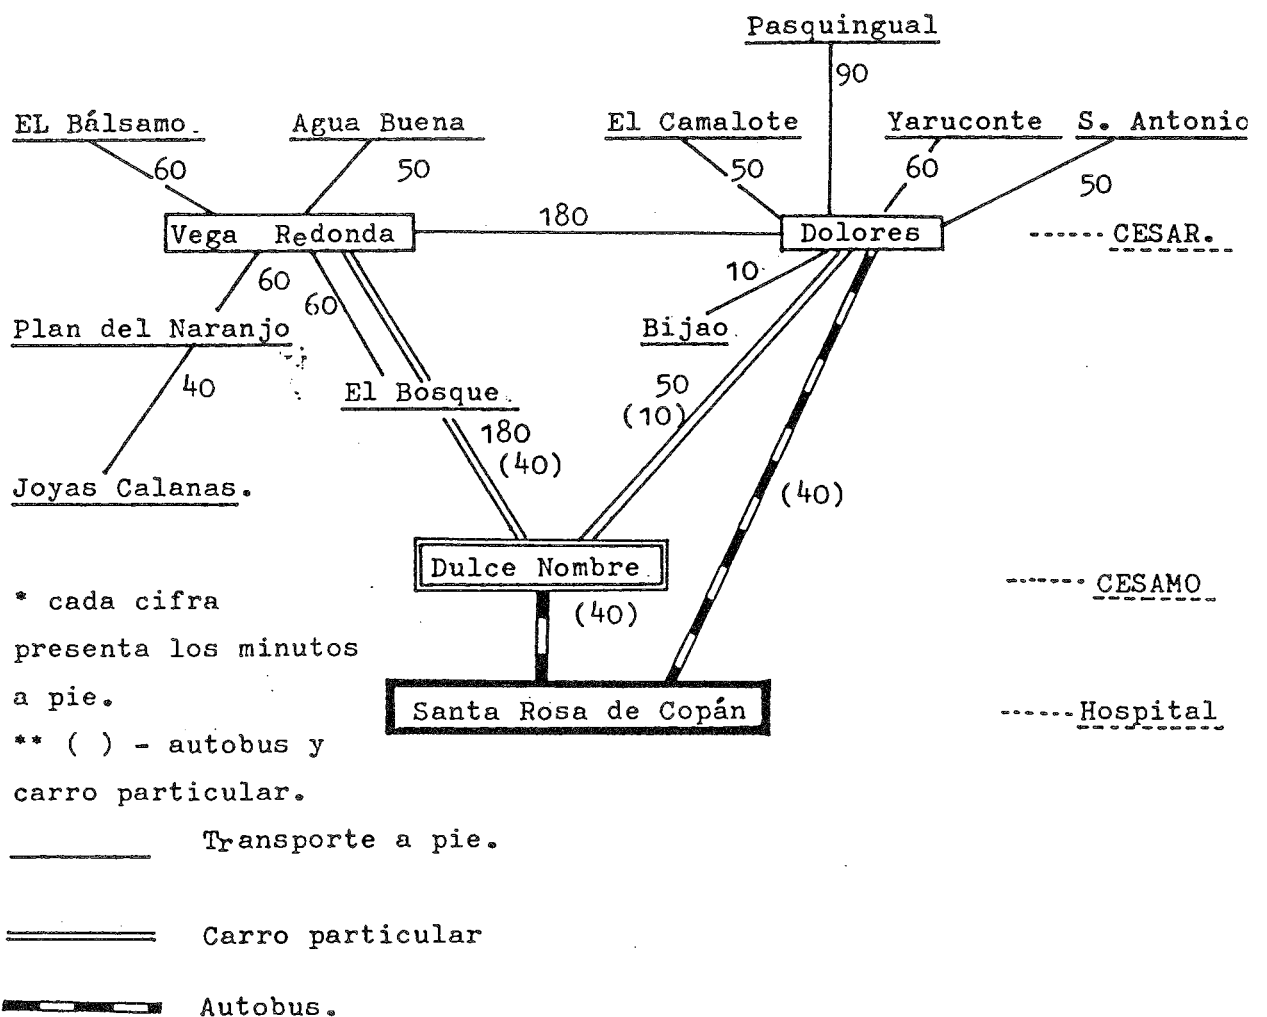 Pasquingual
90
EL Bálsamo. Agua Buena El Camalote Yaruconte S. Antonio
60 50 50 60 50
180
Vega Redonda Dolores ------ CESAR.
60 10
60
Plan del Naranjo Bijao
40 50
El Bosque. (10)
180
(40)
Joyas Calanas. (40)
Dulce Nombre
------- CESAMO
* cada cifra (40)
presenta los minutos
a pie.
Santa Rosa de Copán ------ Hospital
** ( ) - autobus y
carro particular.
Transporte a pie.
Carro particular
Autobus.